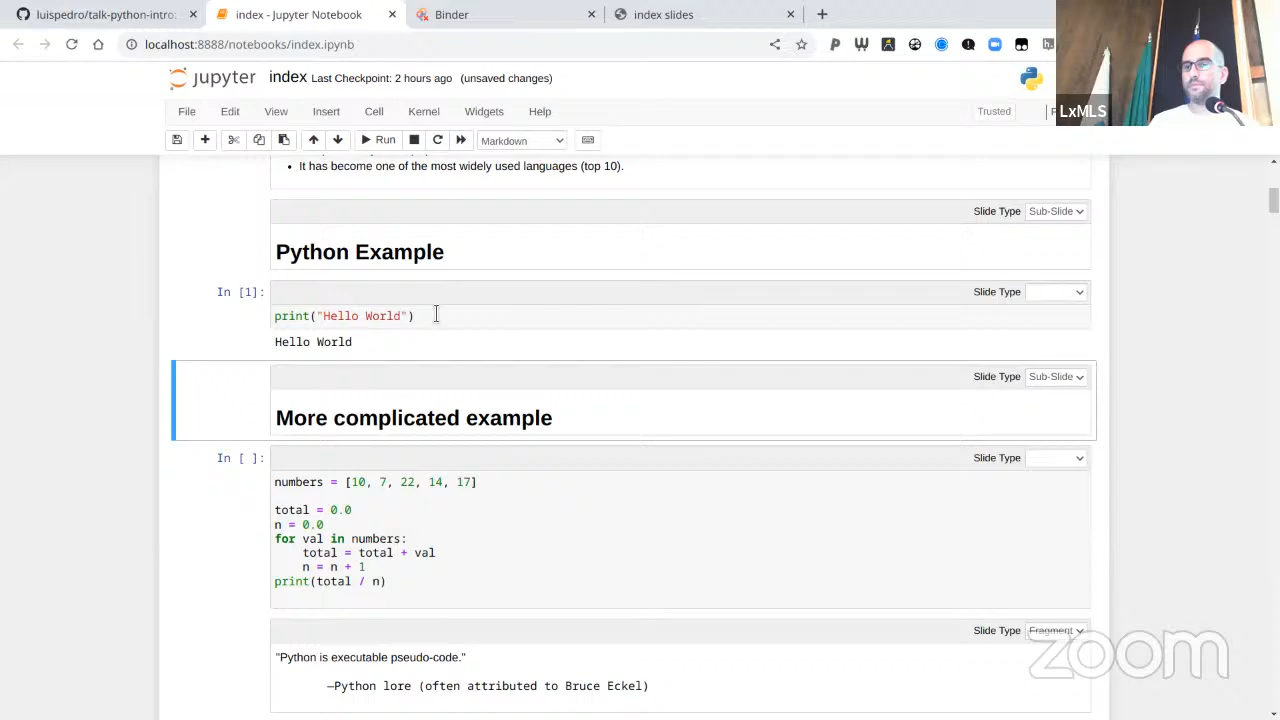 luispedro/talk-python-intro:
index - Jupyter Notebook
Binder
index slides
localhost:8888/notebooks/index.ipynb
jupyter index Last Checkpoint: 2 hours ago (unsaved changes)
File Edit View Insert Cell Kernel Widgets Help
Trusted
LxMLS
Run
Markdown
It has become one of the most widely used languages (top 10).
Slide Type Sub-Slide
Python Example
In [1]:
Slide Type
print("Hello World")
Hello World
Slide Type Sub-Slide
More complicated example
In [ ]:
Slide Type
numbers = [10, 7, 22, 14, 17]
total = 0.0
n = 0.0
for val in numbers:
    total = total + val
    n = n + 1
print(total / n)
Slide Type Fragment
"Python is executable pseudo-code."
—Python lore (often attributed to Bruce Eckel)
zoom